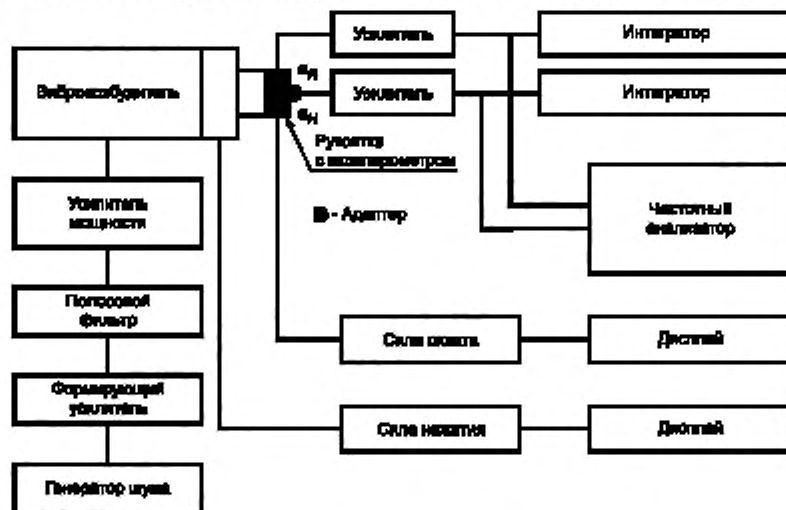 Усилитель
Интегратор
Вибровозбудитель
Усилитель
Интегратор
Рукоятка
с акселерометром
Усилитель
мощности
- Адаптер
Частотный
анализатор
Полосовой
фильтр
Сила охвата
Дисплей
Формирующий
усилитель
Сила нажатия
Дисплей
Генератор шума